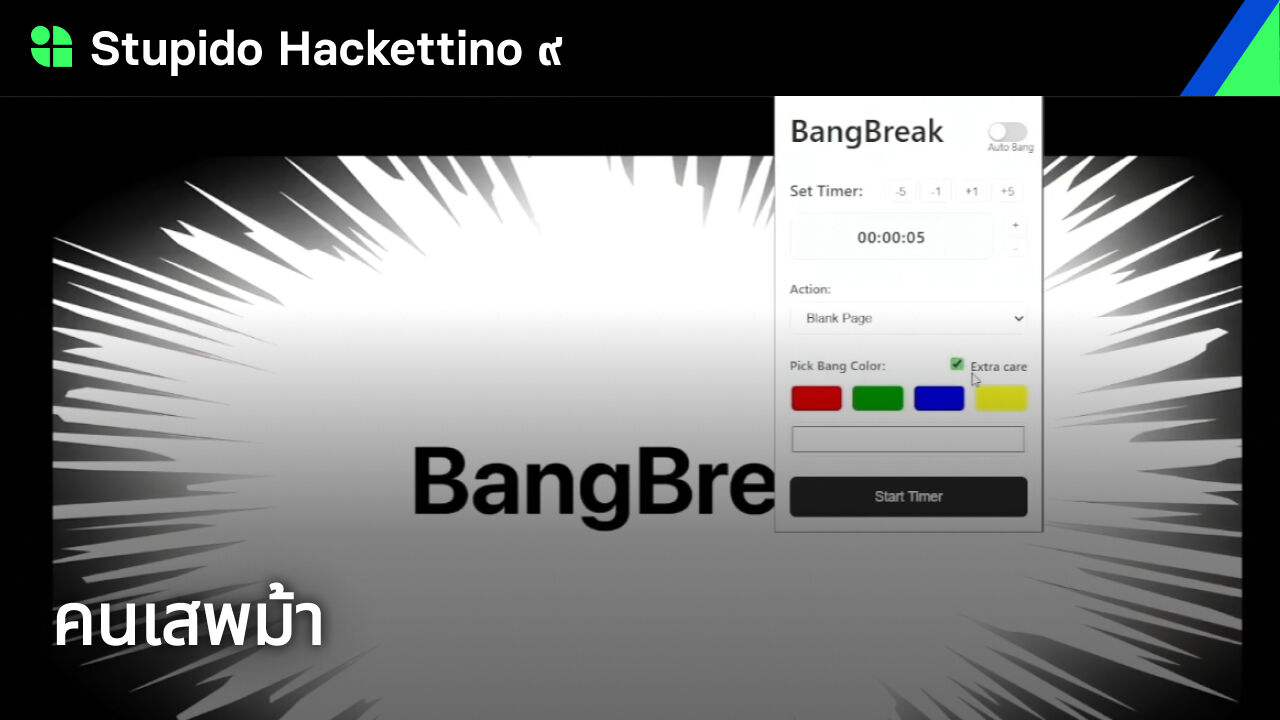 Stupido Hackettino ๙
BangBreak
Auto Bang
Set Timer:
-5
-1
+1
+5
00:00:05
+
-
Action:
Blank Page
Pick Bang Color:
Extra care
Start Timer
BangBre
คนเสพม้า